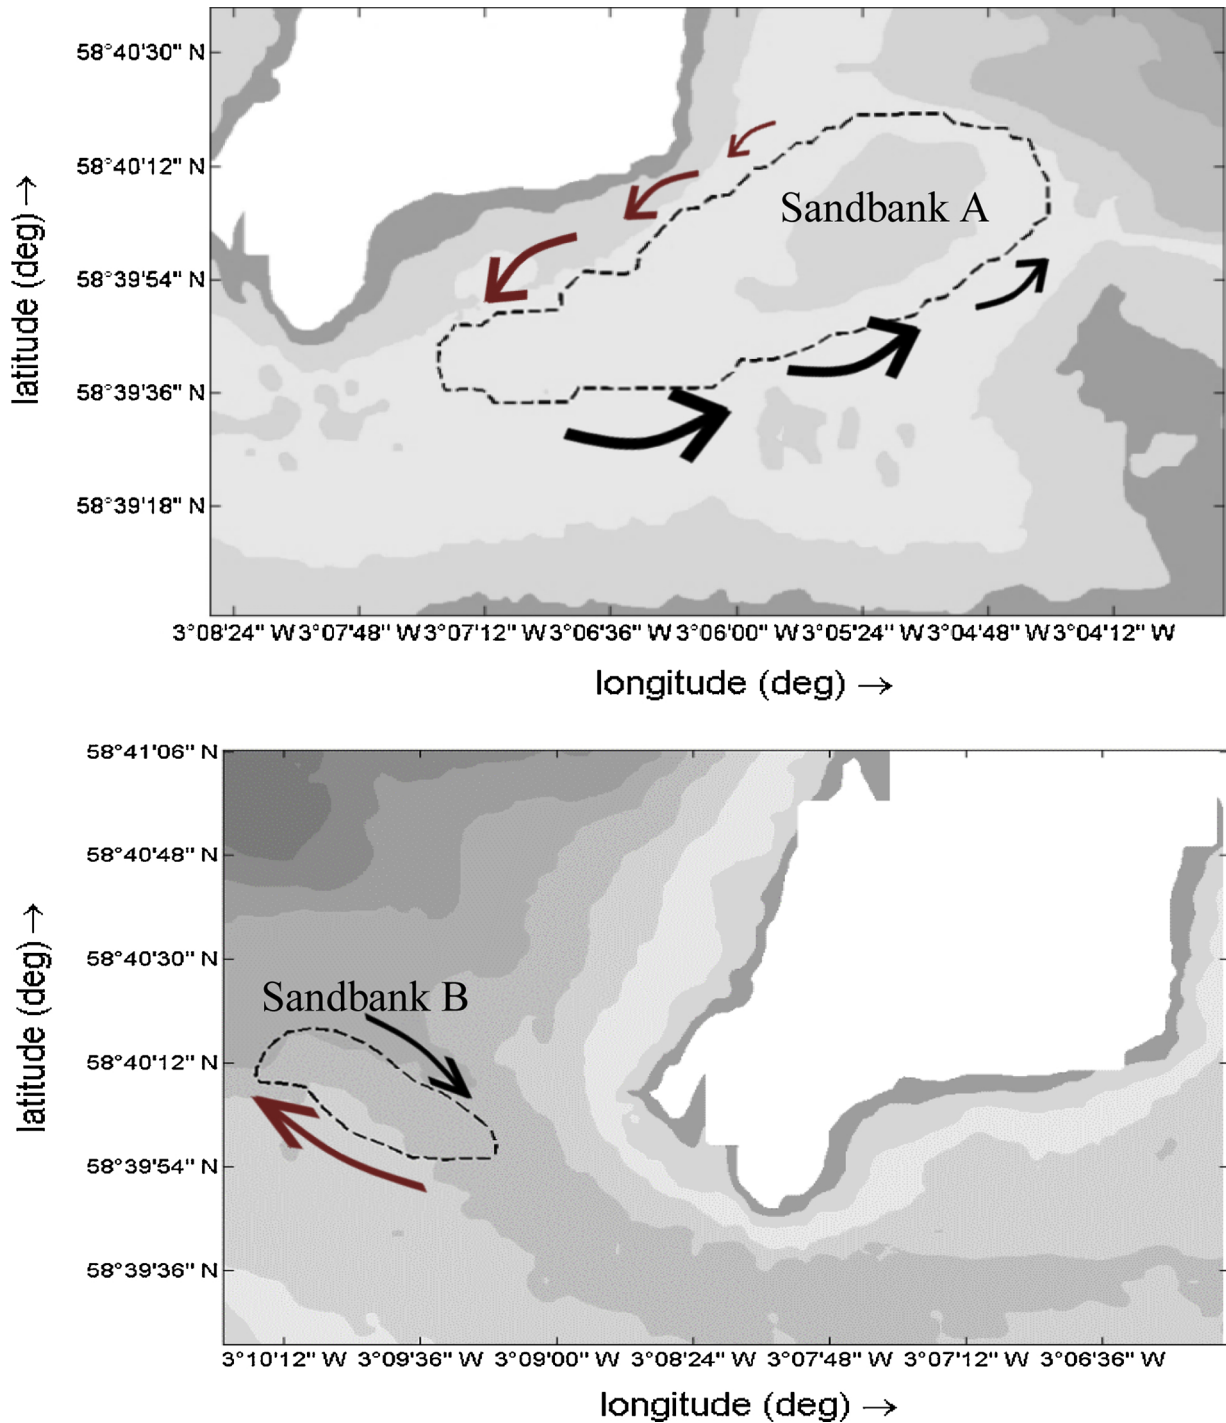 58°40'30" N
58°40'12" N
Sandbank A
58°39'54" N
58°39'36" N
58°39'18" N
latitude (deg) →
3°08'24" W 3°07'48" W 3°07'12" W 3°06'36" W 3°06'00" W 3°05'24" W 3°04'48" W 3°04'12" W
longitude (deg) →
58°41'06" N
58°40'48" N
58°40'30" N
Sandbank B
58°40'12" N
58°39'54" N
58°39'36" N
latitude (deg) →
3°10'12" W 3°09'36" W 3°09'00" W 3°08'24" W 3°07'48" W 3°07'12" W 3°06'36" W
longitude (deg) →